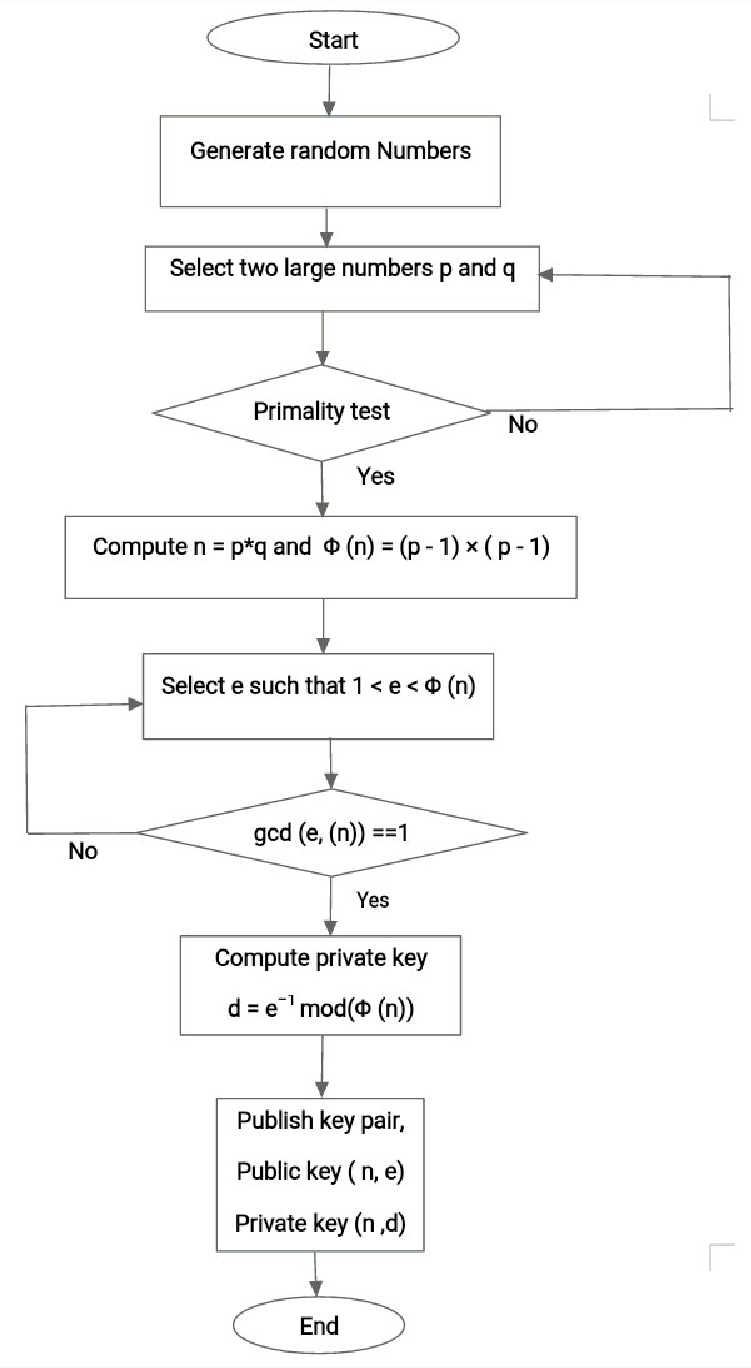 Start
Generate random Numbers
Select two large numbers p and q
Primality test
No
Yes
Compute n = p*q and Φ (n) = (p - 1) × ( p - 1)
Select e such that 1 < e < Φ (n)
gcd (e, (n)) ==1
No
Yes
Compute private key
d = e⁻¹ mod(Φ (n))
Publish key pair,
Public key ( n, e)
Private key (n ,d)
End